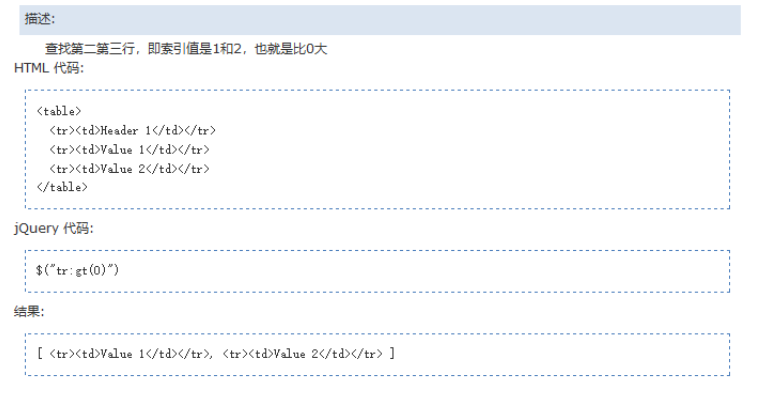 描述:
查找第二第三行，即索引值是1和2，也就是比0大
HTML 代码:
<table>
  <tr><td>Header 1</td></tr>
  <tr><td>Value 1</td></tr>
  <tr><td>Value 2</td></tr>
</table>
jQuery 代码:
$("tr:gt(0)")
结果:
[ <tr><td>Value 1</td></tr>, <tr><td>Value 2</td></tr> ]